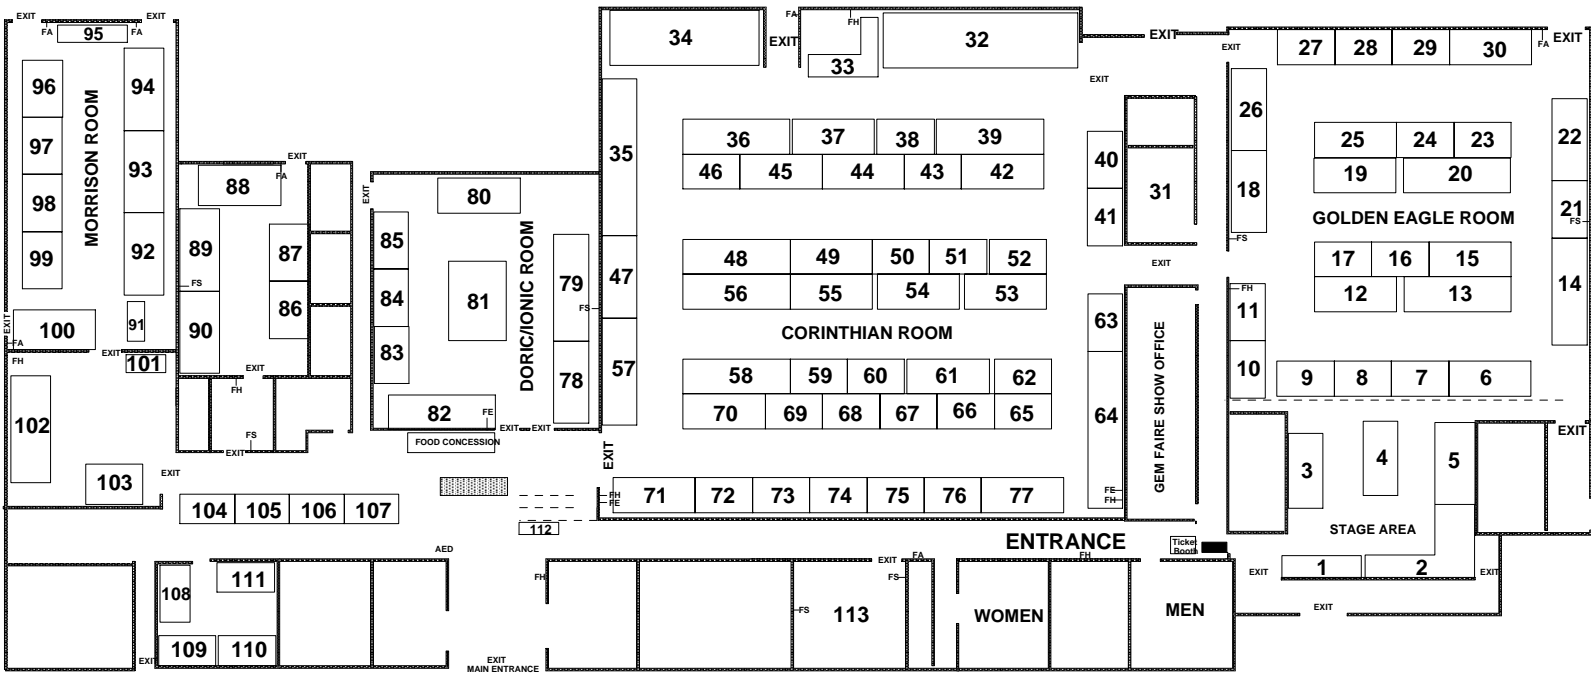 EXIT
EXIT
FA
FA
95
96
94
97
93
98
92
99
MORRISON ROOM
91
100
EXIT
FA
FH
EXIT
101
102
103
EXIT
EXIT
FA
88
89
87
FS
86
90
EXIT
FH
FS
EXIT
EXIT
80
85
79
84
81
FS
83
78
DORIC/IONIC ROOM
82
FE
EXIT
EXIT
FOOD CONCESSION
104
105
106
107
112
AED
34
EXIT
FA
FH
33
32
EXIT
EXIT
35
36
37
38
39
46
45
44
43
42
40
41
31
47
48
49
50
51
52
56
55
54
53
EXIT
CORINTHIAN ROOM
57
58
59
60
61
62
70
69
68
67
66
65
63
64
GEM FAIRE SHOW OFFICE
FE
FH
EXIT
FH
FE
71
72
73
74
75
76
77
EXIT
27
28
29
30
FA
EXIT
26
25
24
23
22
18
19
20
21
FS
GOLDEN EAGLE ROOM
FS
17
16
15
14
FH
12
13
11
10
9
8
7
6
EXIT
3
4
5
STAGE AREA
1
2
EXIT
EXIT
EXIT
ENTRANCE
Ticket
Booth
FH
WOMEN
MEN
EXIT
FA
FS
FS
113
FH
EXIT
MAIN ENTRANCE
108
111
109
110
EXIT